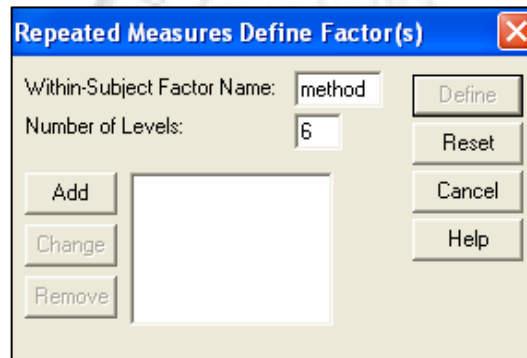 Repeated Measures Define Factor(s)
Within-Subject Factor Name: method
Define
Number of Levels: 6
Reset
Add
Cancel
Change
Help
Remove